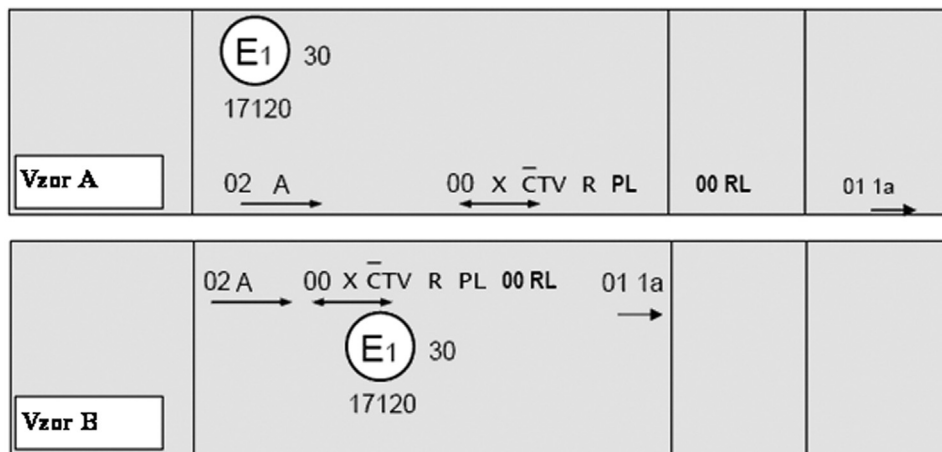 E1 30
17120
Vzor A 02 A 00 X C̅TV R PL 00 RL 01 1a
02 A 00 X C̅TV R PL 00 RL 01 1a
E1 30
17120
Vzor B